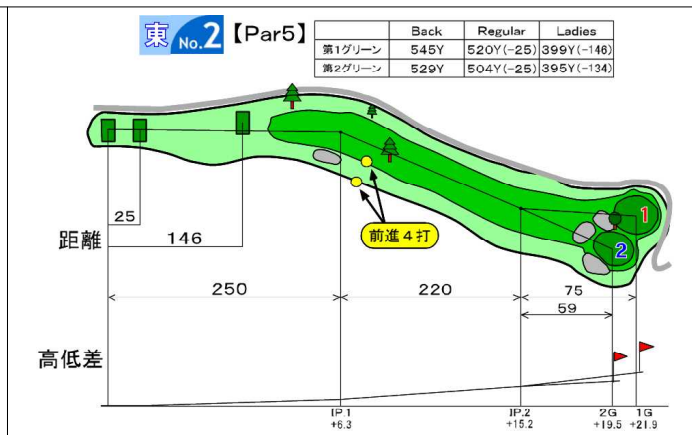 東 No.2 【Par5】
Back Regular Ladies
第1グリーン 545Y 520Y(-25) 399Y(-146)
第2グリーン 529Y 504Y(-25) 395Y(-134)
1
2
25
146
距離
前進4打
250 220 75
59
高低差
IP.1 IP.2 2G 1G
+6.3 +15.2 +19.5 +21.9